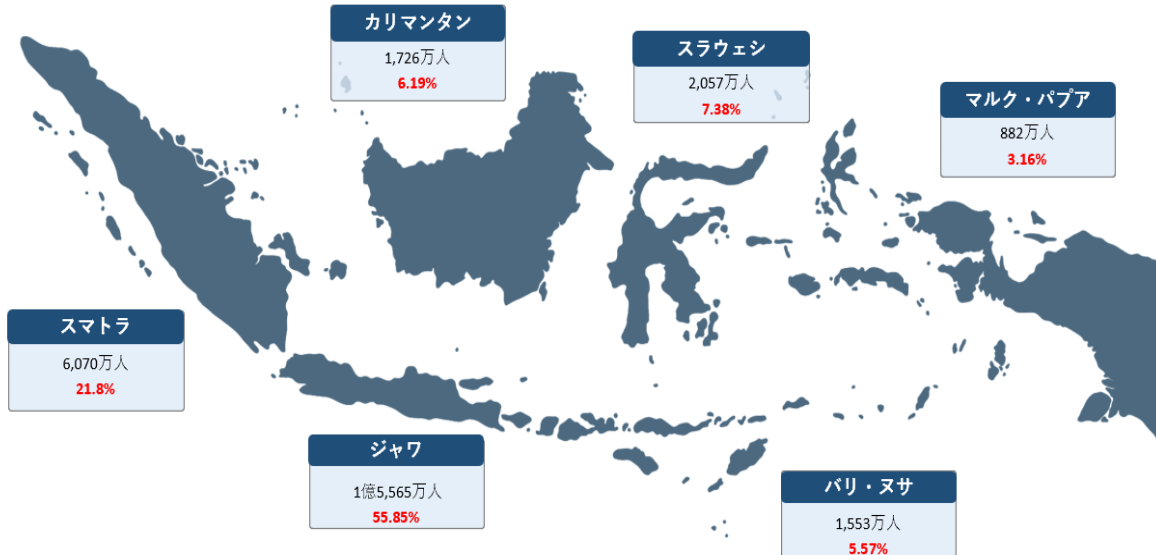 カリマンタン
1,726万人
6.19%
スラウェシ
2,057万人
7.38%
マルク・パプア
882万人
3.16%
スマトラ
6,070万人
21.8%
ジャワ
1億5,565万人
55.85%
バリ・ヌサ
1,553万人
5.57%